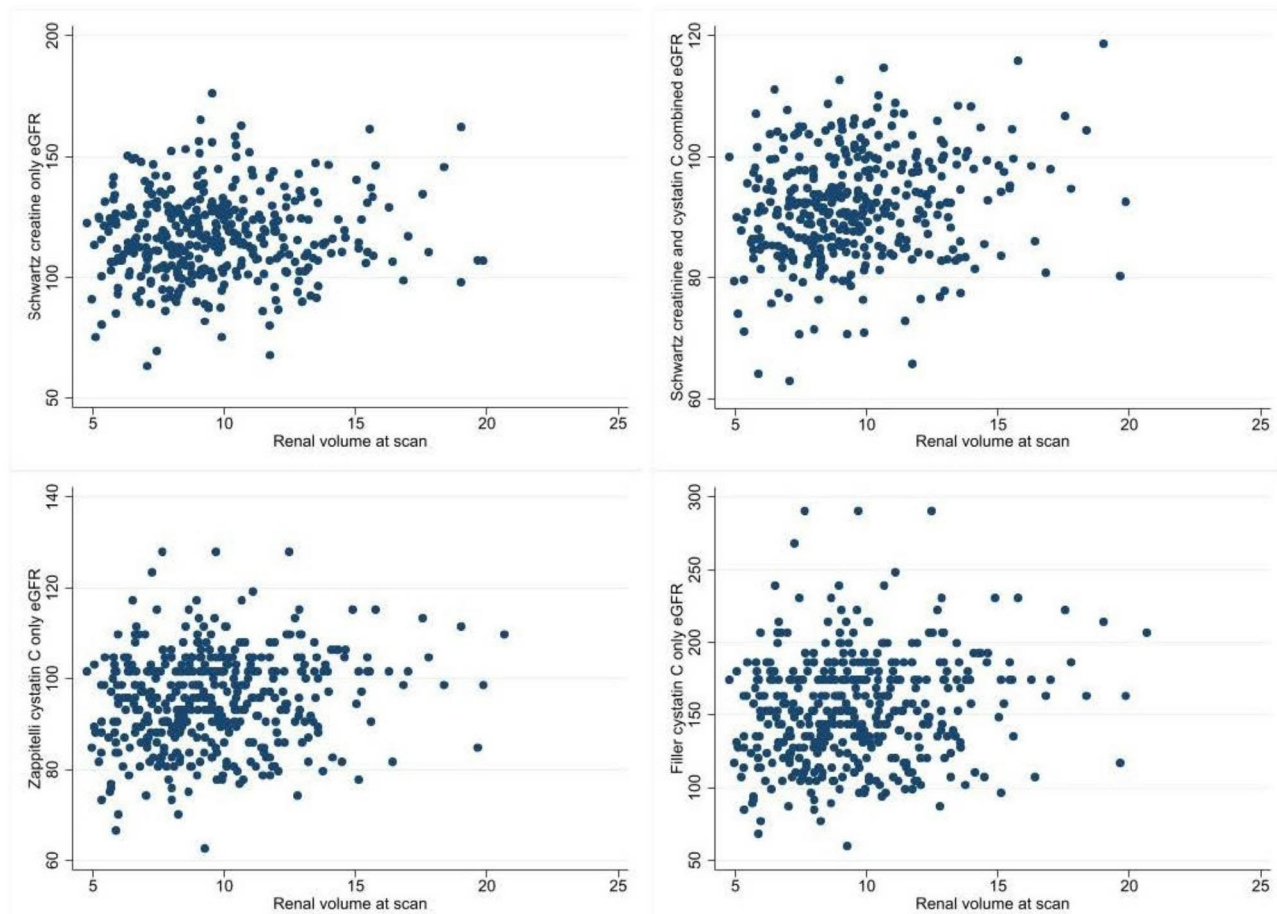 Schwartz creatine only eGFR
200
150
100
50
5 10 15 20 25
Renal volume at scan
Schwartz creatinine and cystatin C combined eGFR
120
100
80
60
5 10 15 20 25
Renal volume at scan
Zappitelli cystatin C only eGFR
140
120
100
80
60
5 10 15 20 25
Renal volume at scan
Filler cystatin C only eGFR
300
250
200
150
100
50
5 10 15 20 25
Renal volume at scan